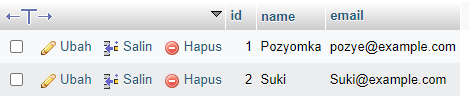 id name email
Ubah Salin Hapus 1 Pozyomka pozye@example.com
Ubah Salin Hapus 2 Suki Suki@example.com